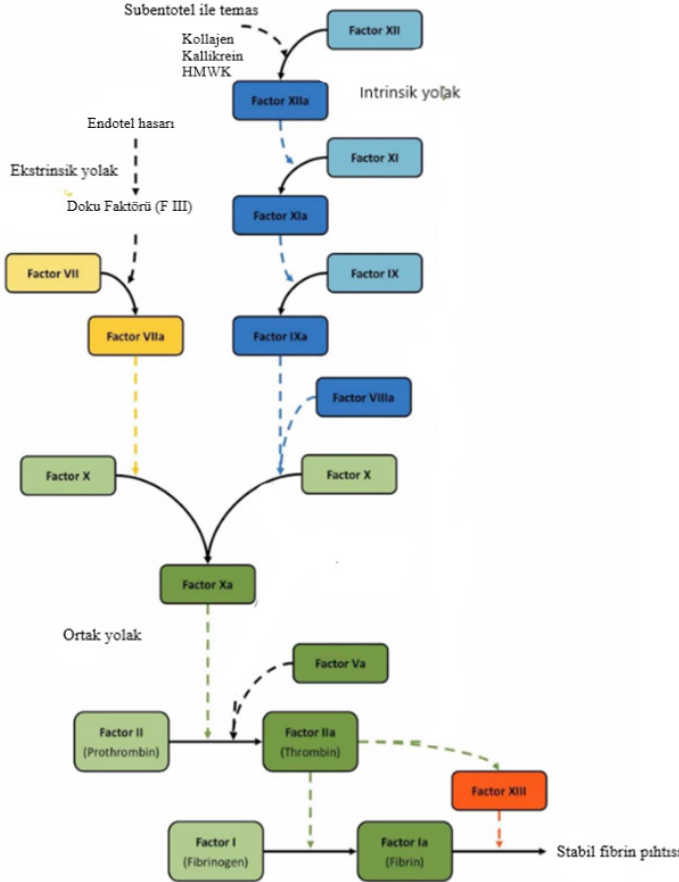 Subentotel ile temas
Factor XII
Kollajen
Kallikrein
HMWK
Intrinsik yolak
Factor XIIa
Endotel hasarı
Factor XI
Ekstrinsik yolak
Doku Faktörü (F III)
Factor XIa
Factor VII
Factor IX
Factor VIIa
Factor IXa
Factor VIIIa
Factor X
Factor X
Factor Xa
Ortak yolak
Factor Va
Factor II
(Prothrombin)
Factor IIa
(Thrombin)
Factor XIII
Factor I
(Fibrinogen)
Factor Ia
(Fibrin)
Stabil fibrin pıhtısı